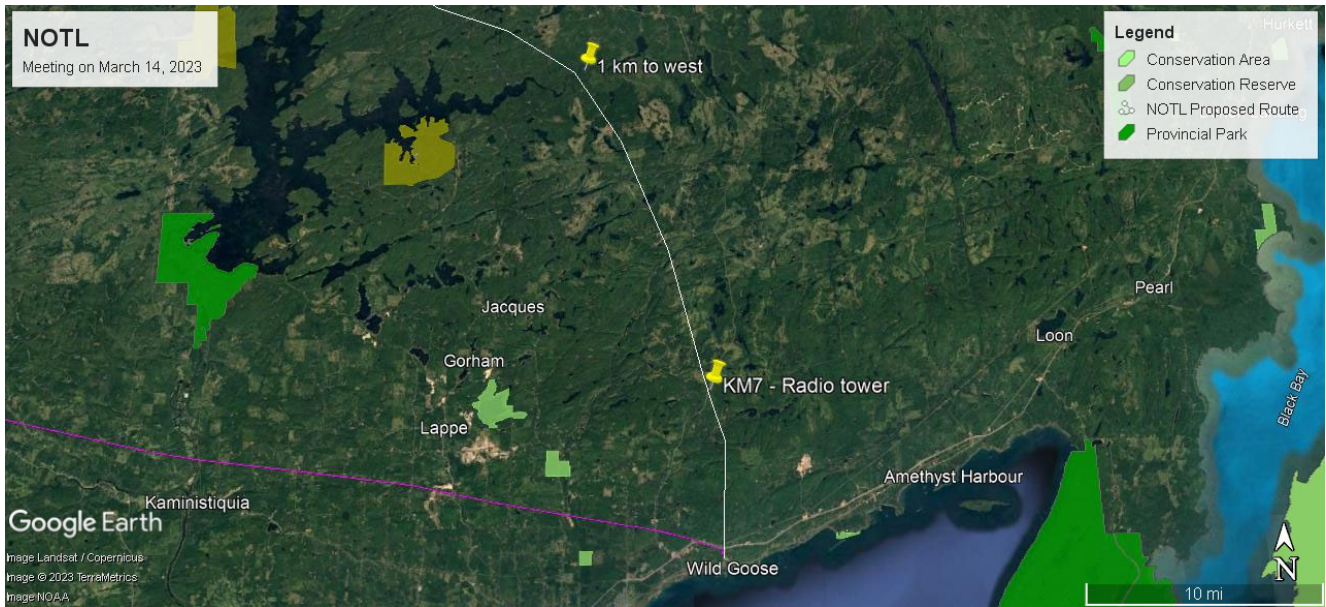 NOTL
Meeting on March 14, 2023
1 km to west
Hurkett
Legend
Conservation Area
Conservation Reserve
NOTL Proposed Route
Provincial Park
Jacques
Pearl
Loon
Gorham
KM7 - Radio tower
Lappe
Black Bay
Amethyst Harbour
Kaministiquia
Google Earth
Image Landsat / Copernicus
Image © 2023 TerraMetrics
Image NOAA
Wild Goose
N
10 mi